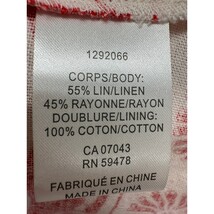 1292066
CORPS/BODY:
55% LIN/LINEN
45% RAYONNE/RAYON
DOUBLURE/LINING:
100% COTON/COTTON
CA 07043
RN 59478
FABRIQUÉ EN CHINE
MADE IN CHINA